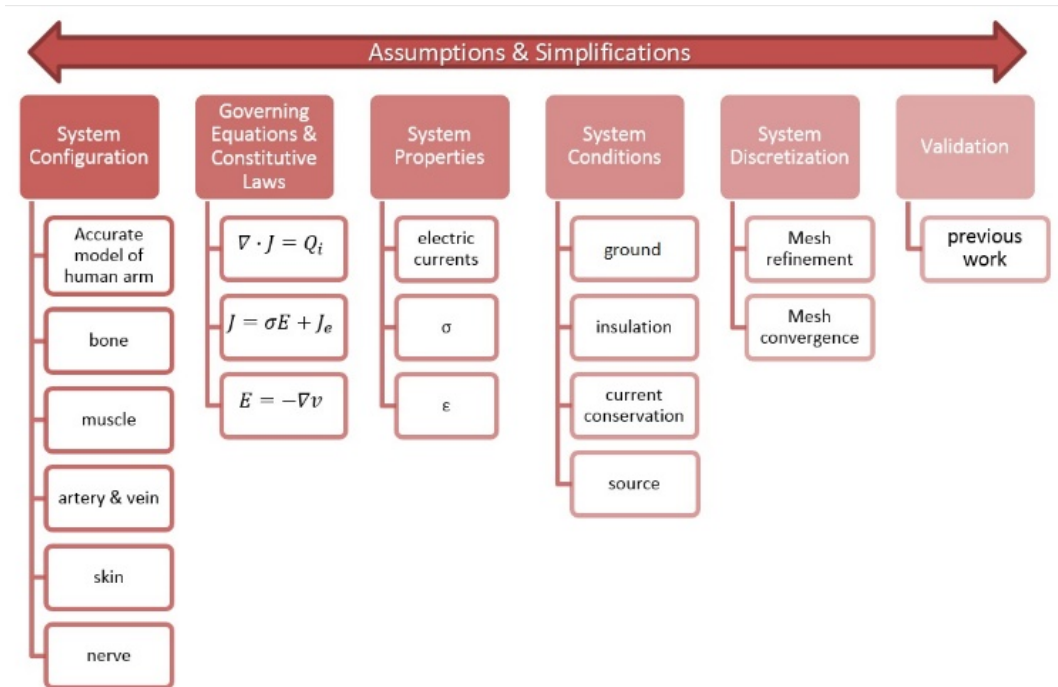 Assumptions & Simplifications
System
Configuration
Accurate
model of
human arm
bone
muscle
artery & vein
skin
nerve
Governing
Equations &
Constitutive
Laws
∇ · J = Qᵢ
J = σE + Jₑ
E = −∇v
System
Properties
electric
currents
σ
ε
System
Conditions
ground
insulation
current
conservation
source
System
Discretization
Mesh
refinement
Mesh
convergence
Validation
previous
work